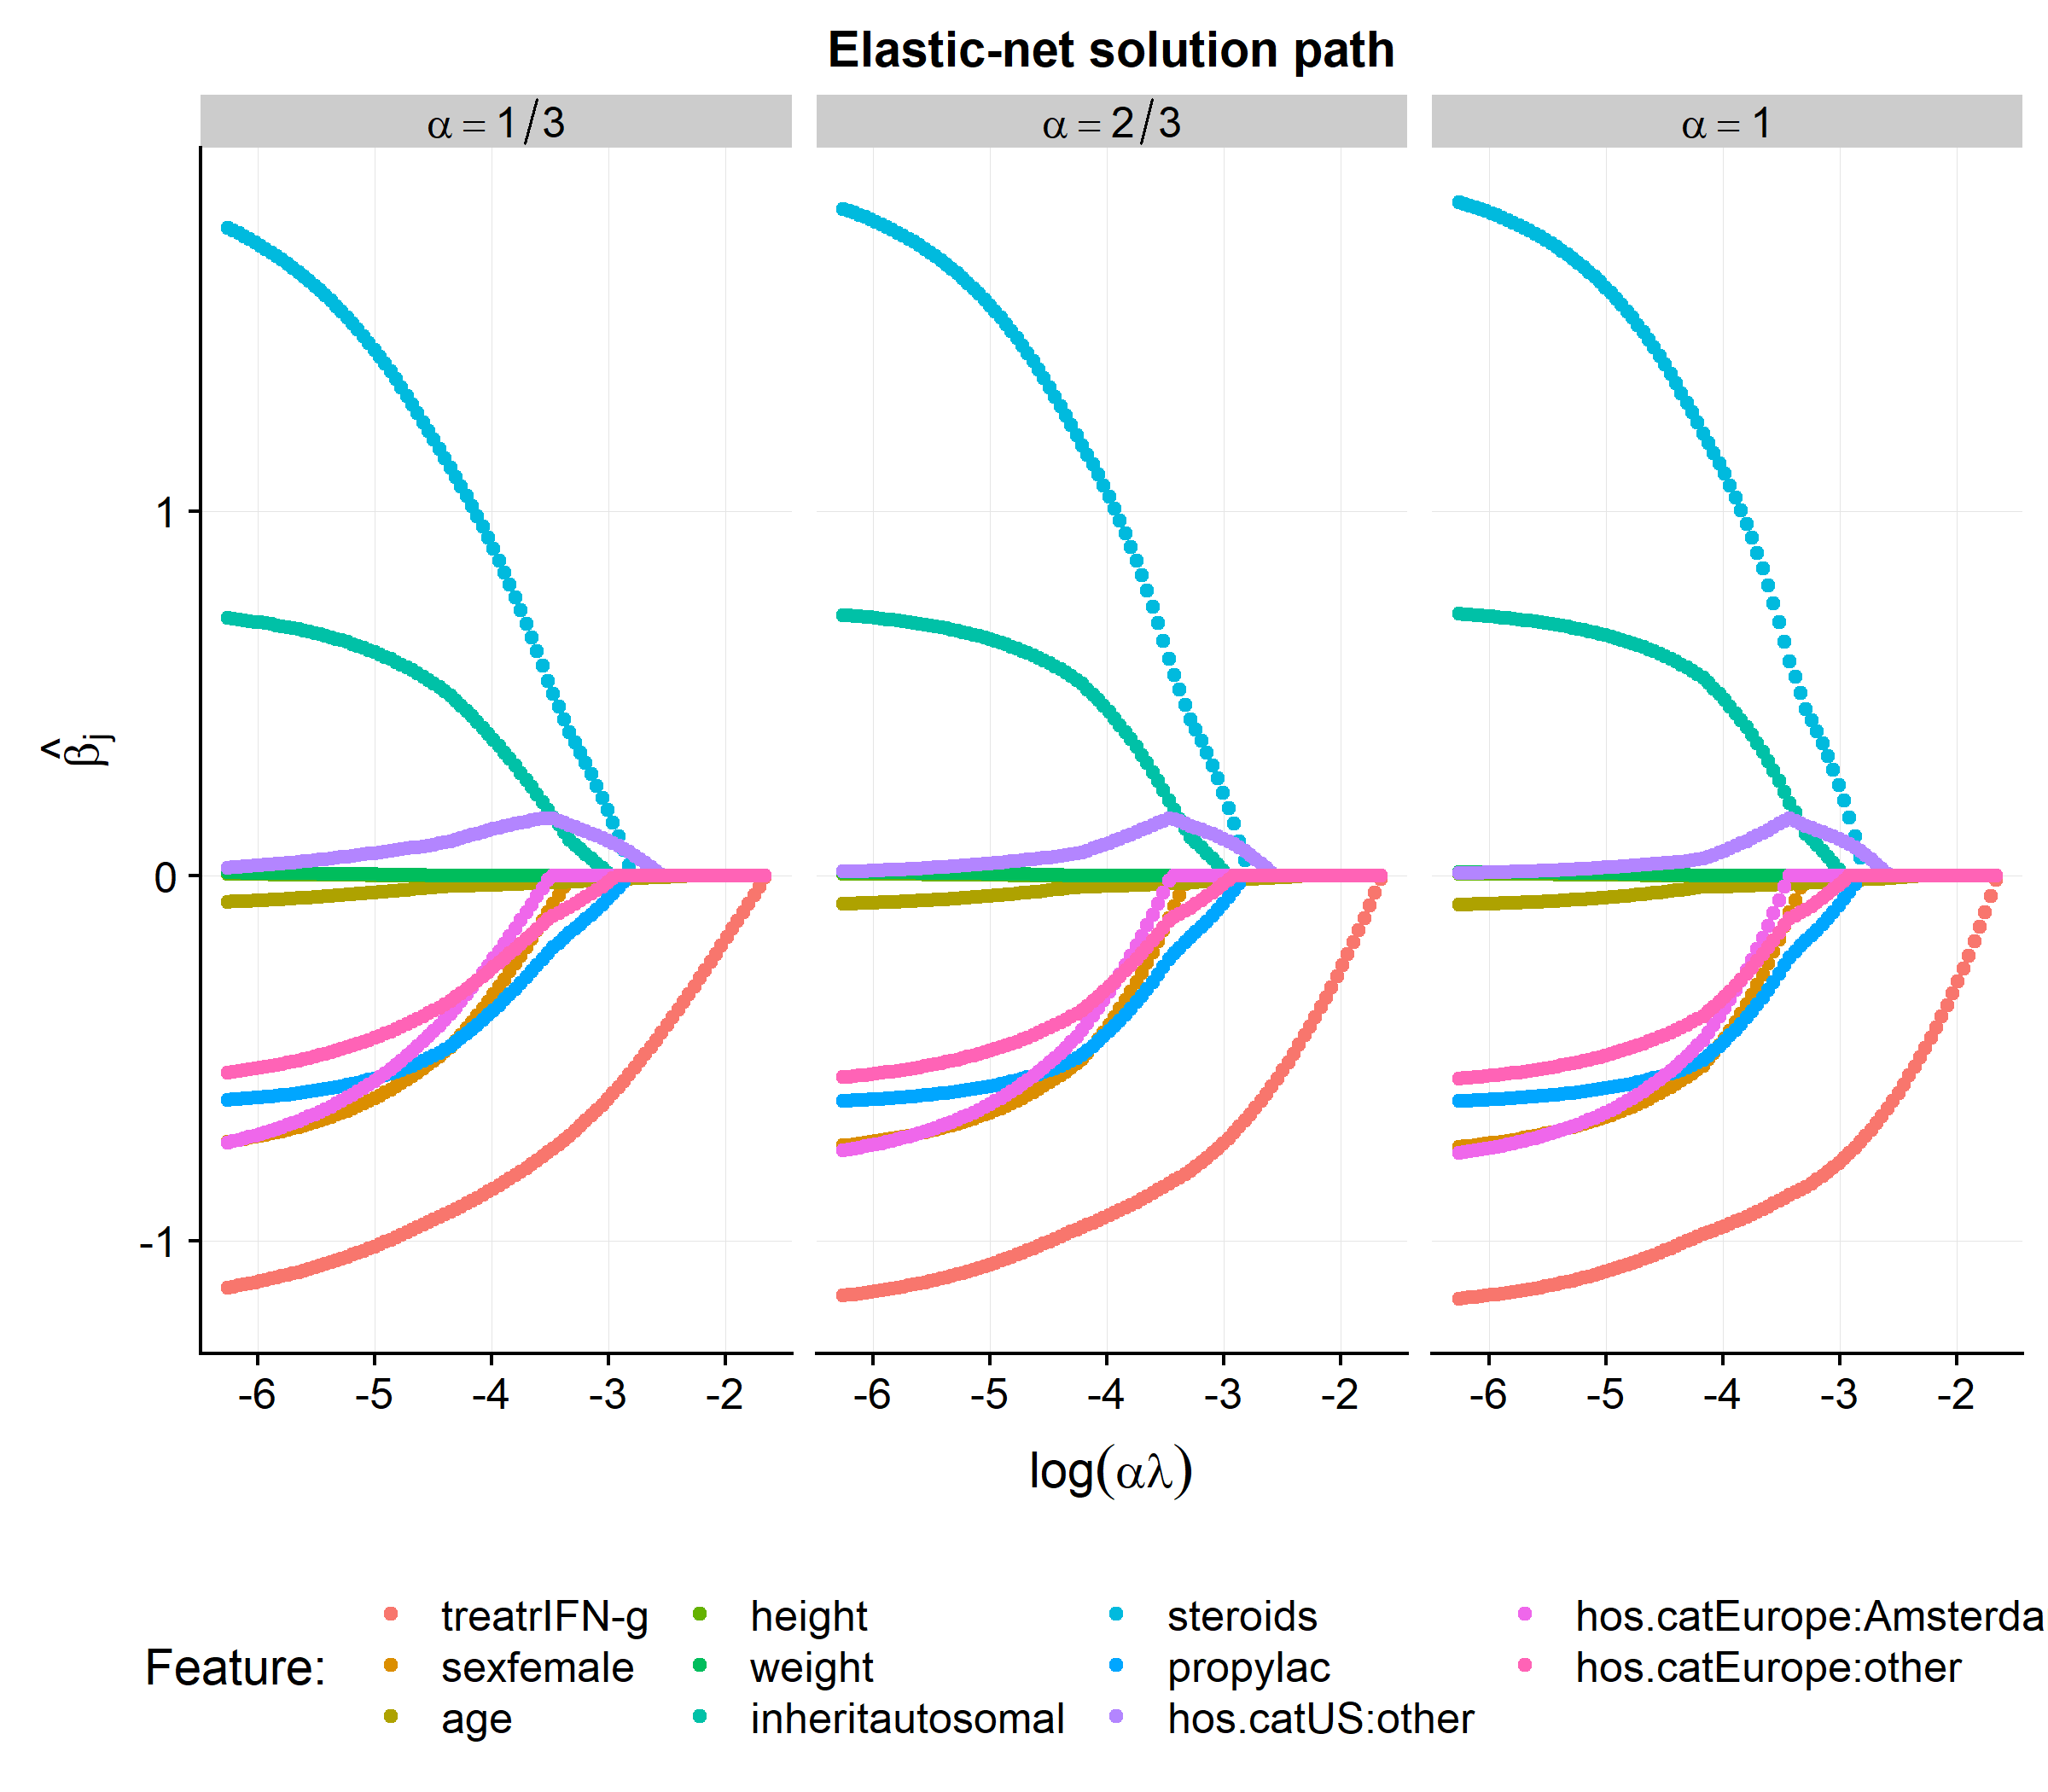 Elastic-net solution path
α = 1/3
α = 2/3
α = 1
1
0
-1
β̂j
-6 -5 -4 -3 -2
-6 -5 -4 -3 -2
-6 -5 -4 -3 -2
log(αλ)
Feature:
treatrIFN-g
sexfemale
age
height
weight
inheritautosomal
steroids
propylac
hos.catUS:other
hos.catEurope:Amsterda
hos.catEurope:other